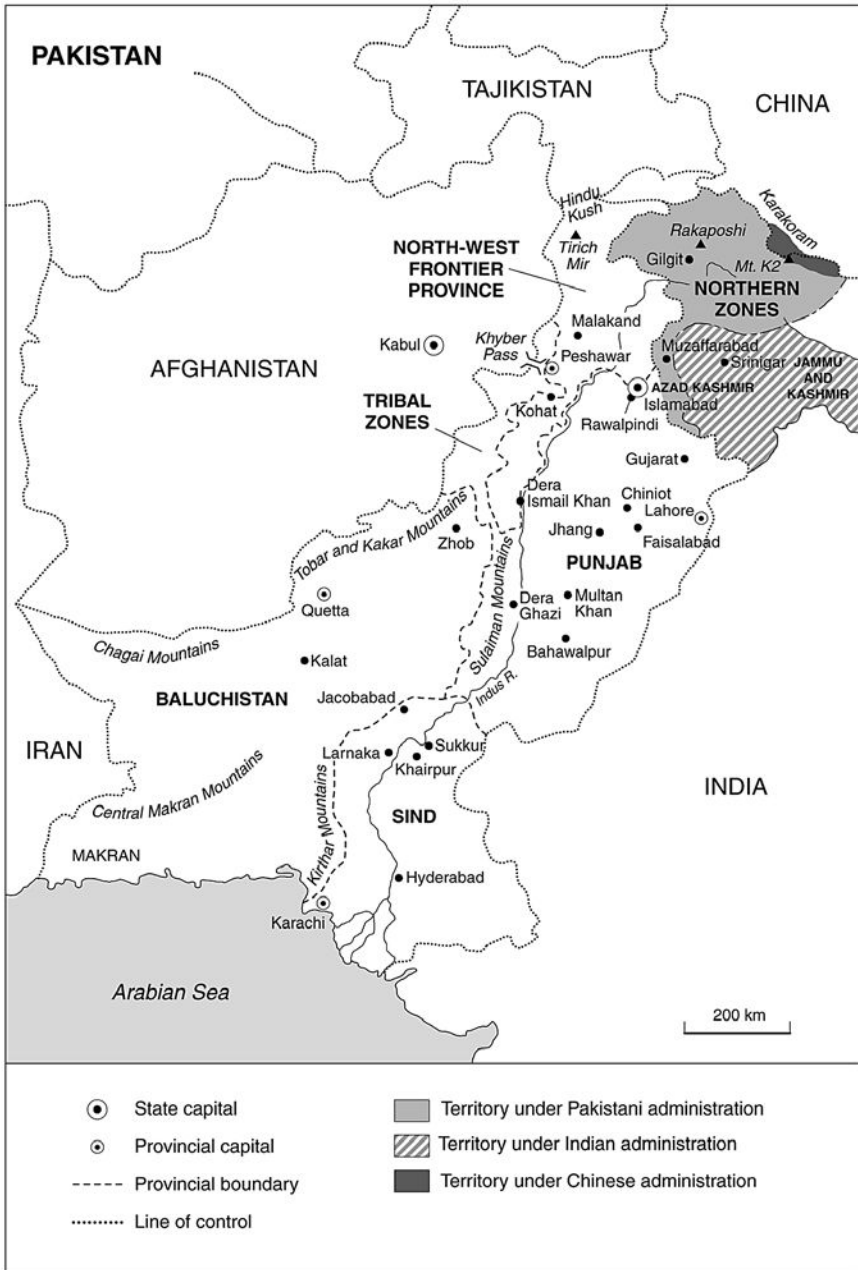 PAKISTAN
TAJIKISTAN
CHINA
Hindu
Kush
Karakoram
Tirich
Mir
Rakaposhi
Gilgit
Mt. K2
NORTH-WEST
FRONTIER
PROVINCE
NORTHERN
ZONES
Malakand
Kabul
Khyber
Pass
Peshawar
Muzaffarabad
Srinigar
JAMMU
AND
KASHMIR
AFGHANISTAN
TRIBAL
ZONES
Kohat
AZAD KASHMIR
Islamabad
Rawalpindi
Gujarat
Dera
Ismail Khan
Chiniot
Lahore
Tobar and Kakar Mountains
Zhob
Jhang
Faisalabad
PUNJAB
Quetta
Sulaiman Mountains
Dera
Ghazi
Multan
Khan
Chagai Mountains
Kalat
Bahawalpur
BALUCHISTAN
Jacobabad
Indus R.
IRAN
Larnaka
Sukkur
Khairpur
INDIA
Central Makran Mountains
Kirthar Mountains
SIND
MAKRAN
Hyderabad
Karachi
Arabian Sea
200 km
State capital
Provincial capital
Provincial boundary
Line of control
Territory under Pakistani administration
Territory under Indian administration
Territory under Chinese administration